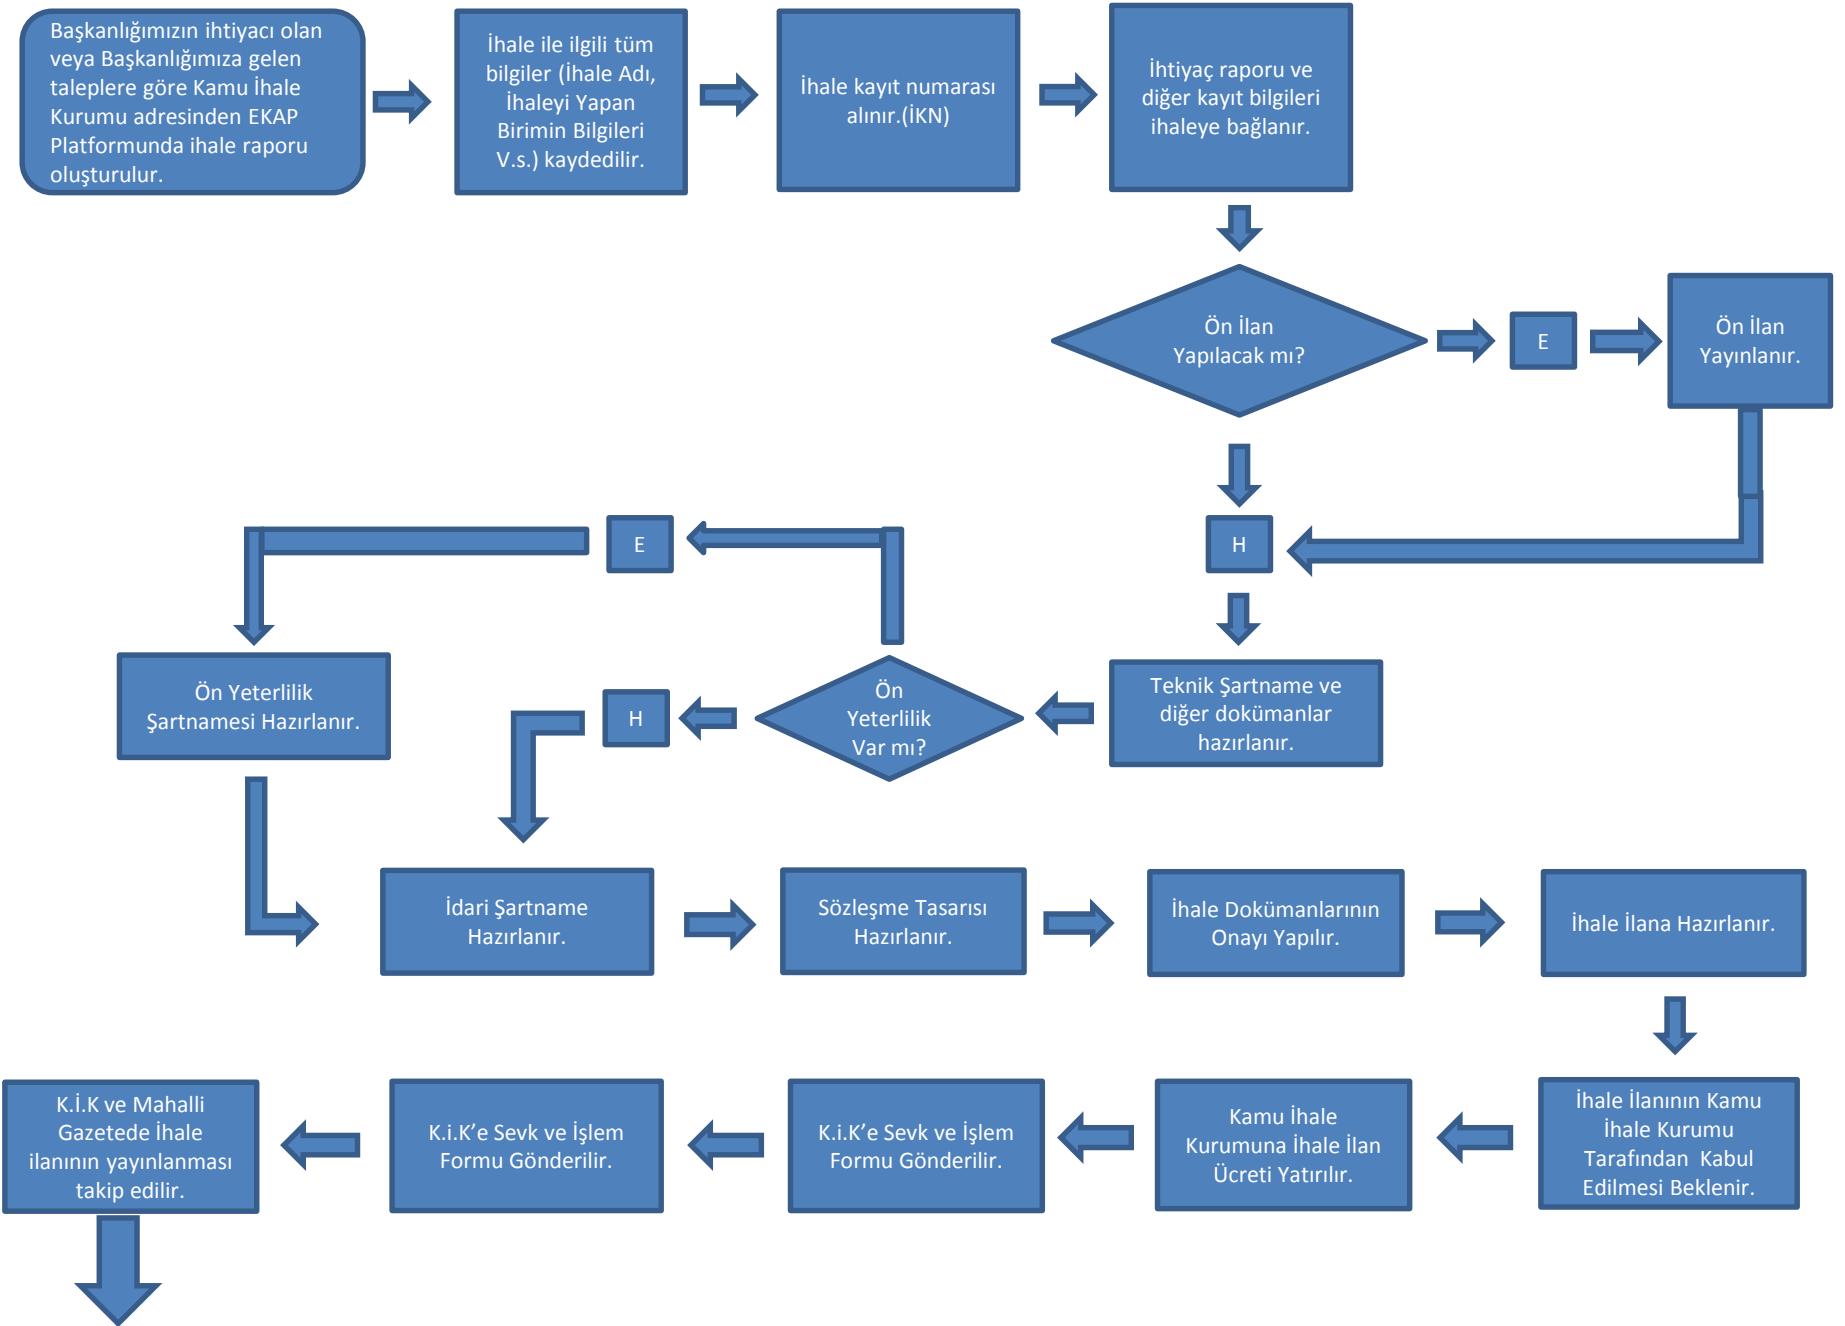 Başkanlığımızın ihtiyacı olan
veya Başkanlığımıza gelen
taleplere göre Kamu İhale
Kurumu adresinden EKAP
Platformunda ihale raporu
oluşturulur.
İhale ile ilgili tüm
bilgiler (İhale Adı,
İhaleyi Yapan
Birimin Bilgileri
V.s.) kaydedilir.
İhale kayıt numarası
alınır.(İKN)
İhtiyaç raporu ve
diğer kayıt bilgileri
ihaleye bağlanır.
Ön İlan
Yapılacak mı?
E
Ön İlan
Yayınlanır.
H
Teknik Şartname ve
diğer dokümanlar
hazırlanır.
Ön
Yeterlilik
Var mı?
E
H
Ön Yeterlilik
Şartnamesi Hazırlanır.
İdari Şartname
Hazırlanır.
Sözleşme Tasarısı
Hazırlanır.
İhale Dokümanlarının
Onayı Yapılır.
İhale İlana Hazırlanır.
İhale İlanının Kamu
İhale Kurumu
Tarafından  Kabul
Edilmesi Beklenir.
Kamu İhale
Kurumuna İhale İlan
Ücreti Yatırılır.
K.i.K’e Sevk ve İşlem
Formu Gönderilir.
K.i.K’e Sevk ve İşlem
Formu Gönderilir.
K.İ.K ve Mahalli
Gazetede İhale
ilanının yayınlanması
takip edilir.